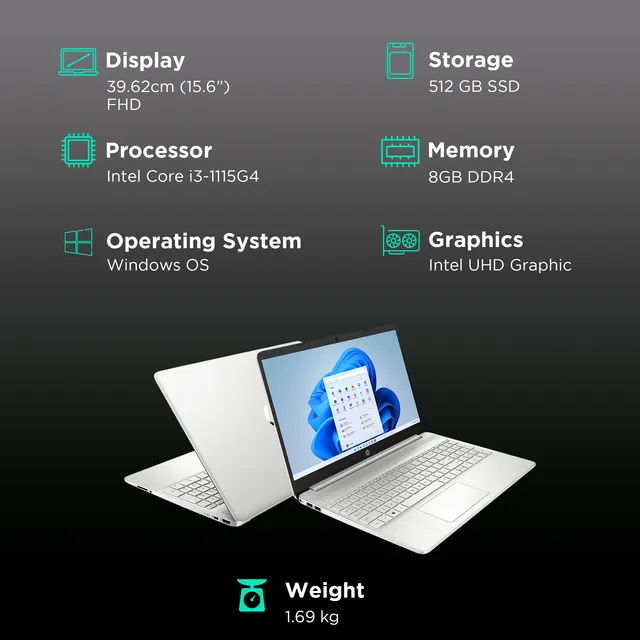 Display
39.62cm (15.6”)
FHD
Storage
512 GB SSD
Processor
Intel Core i3-1115G4
Memory
8GB DDR4
Operating System
Windows OS
Graphics
Intel UHD Graphic
Weight
1.69 kg